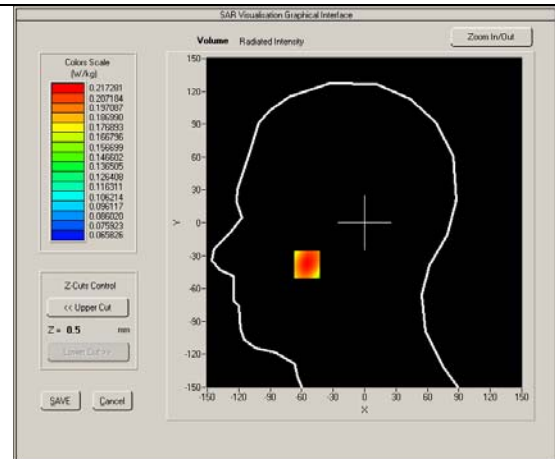 SAR Visualisation Graphical Interface
Volume Radiated Intensity
Zoom In/Out
Colors Scale
(W/kg)
0.217281
0.207184
0.197087
0.186990
0.176893
0.166796
0.156699
0.146602
0.136505
0.126408
0.116311
0.106214
0.096117
0.086020
0.075923
0.065826
Z-Cuts Control
<< Upper Cut
Z = 0.5 mm
Lower Cut >>
SAVE
Cancel
150
120
90
60
30
0
-30
-60
-90
-120
-150
Y
-150 -120 -90 -60 -30 0 30 60 90 120 150
X